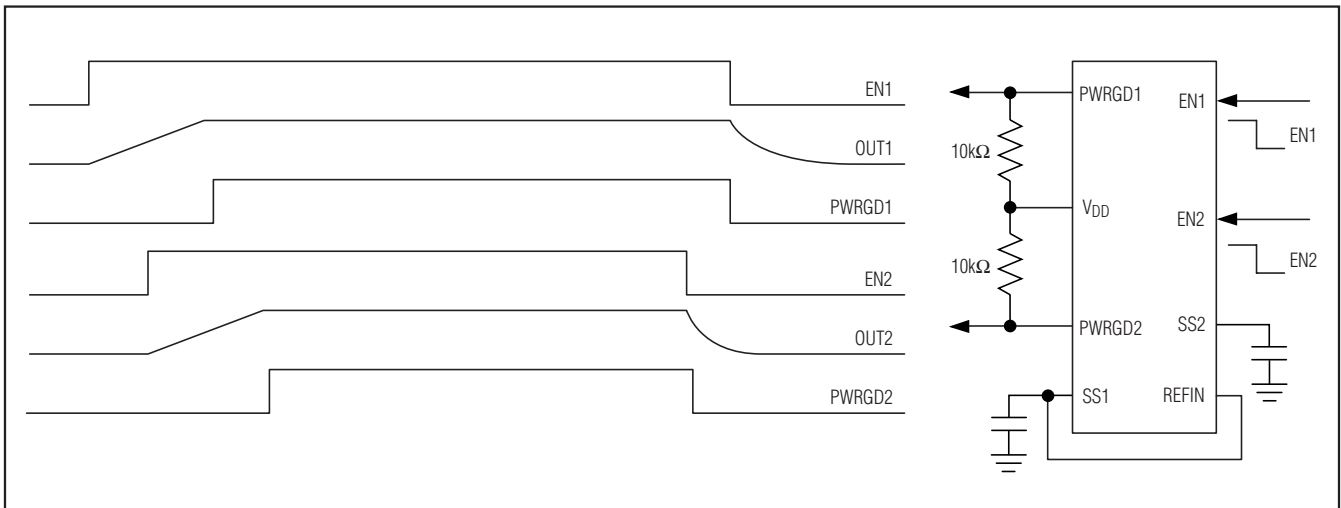 EN1
OUT1
PWRGD1
EN2
OUT2
PWRGD2
PWRGD1
EN1
EN1
10kΩ
VDD
EN2
10kΩ
EN2
PWRGD2
SS2
SS1
REFIN